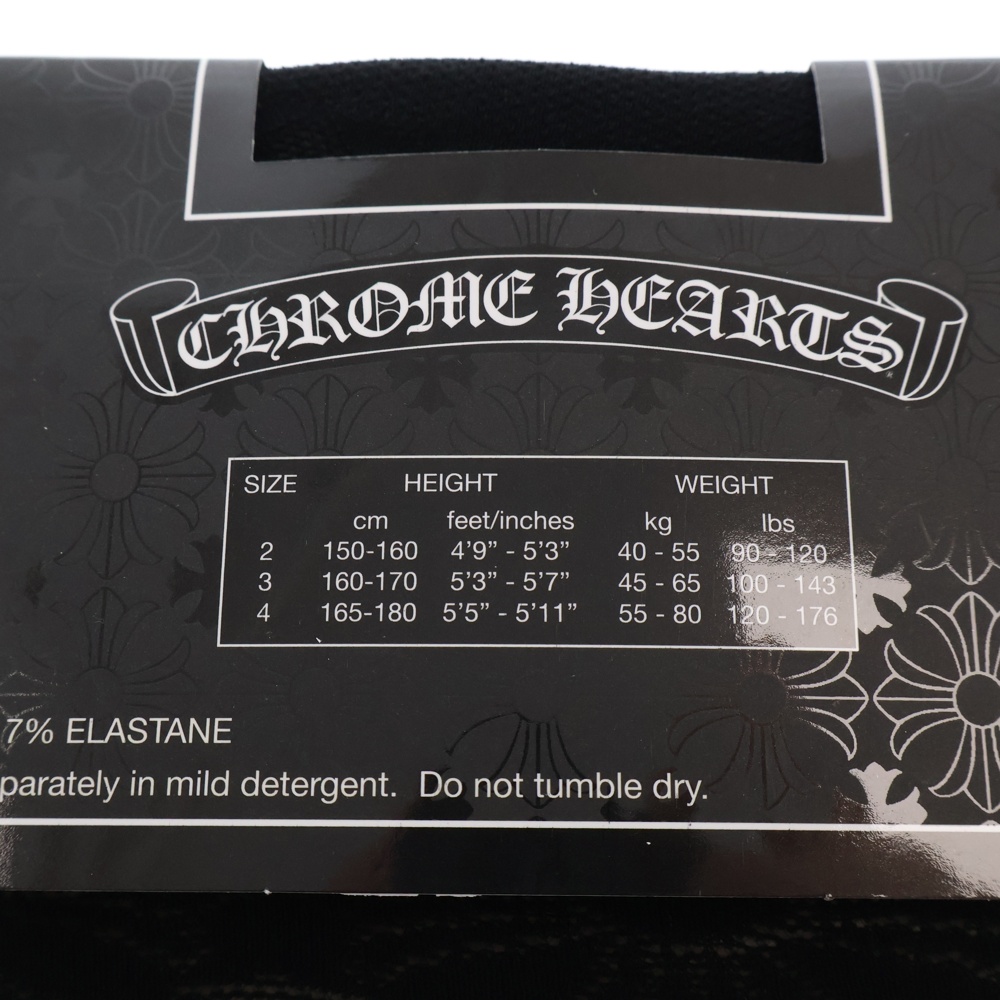 CHROME HEARTS
SIZE HEIGHT WEIGHT
cm feet/inches kg lbs
2 150-160 4’9” - 5’3” 40 - 55 90 - 120
3 160-170 5’3” - 5’7” 45 - 65 100 - 143
4 165-180 5’5” - 5’11” 55 - 80 120 - 176
7% ELASTANE
parately in mild detergent. Do not tumble dry.